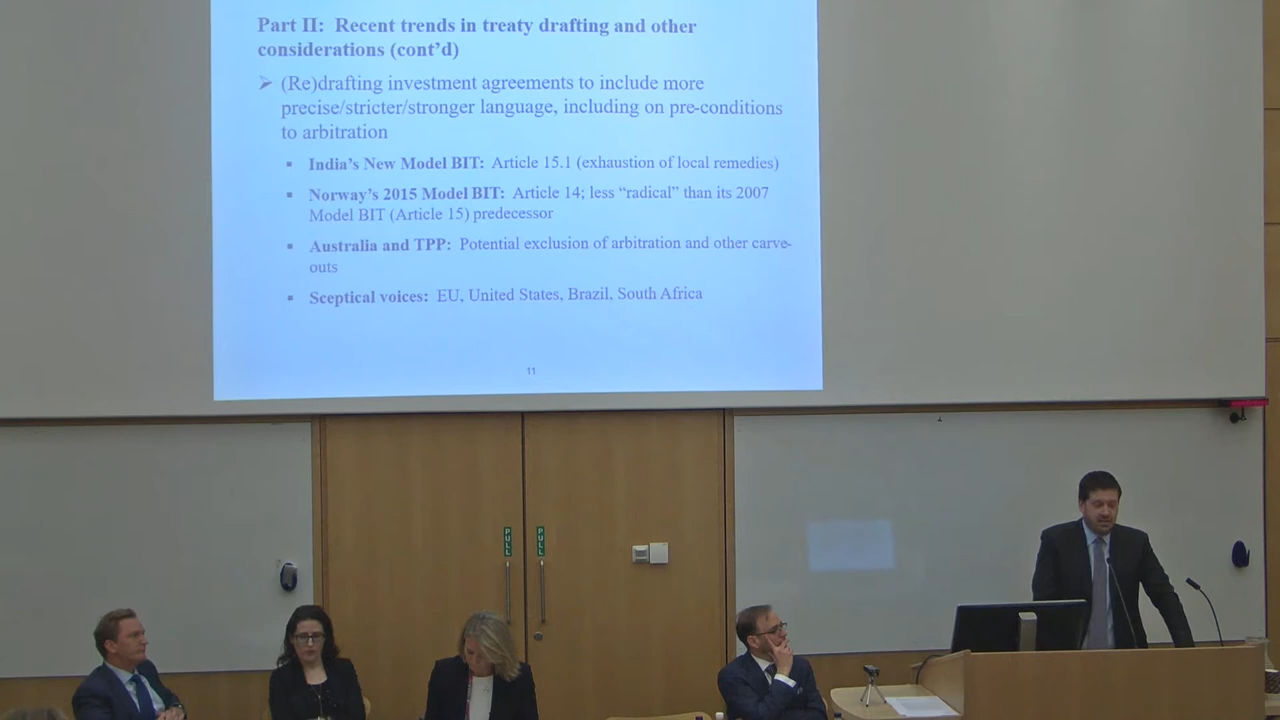 Part II:  Recent trends in treaty drafting and other
considerations (cont’d)
➢ (Re)drafting investment agreements to include more
precise/stricter/stronger language, including on pre-conditions
to arbitration
▪ India’s New Model BIT:  Article 15.1 (exhaustion of local remedies)
▪ Norway’s 2015 Model BIT:  Article 14; less “radical” than its 2007
Model BIT (Article 15) predecessor
▪ Australia and TPP:  Potential exclusion of arbitration and other carve-
outs
▪ Sceptical voices:  EU, United States, Brazil, South Africa
11
PULL
PULL